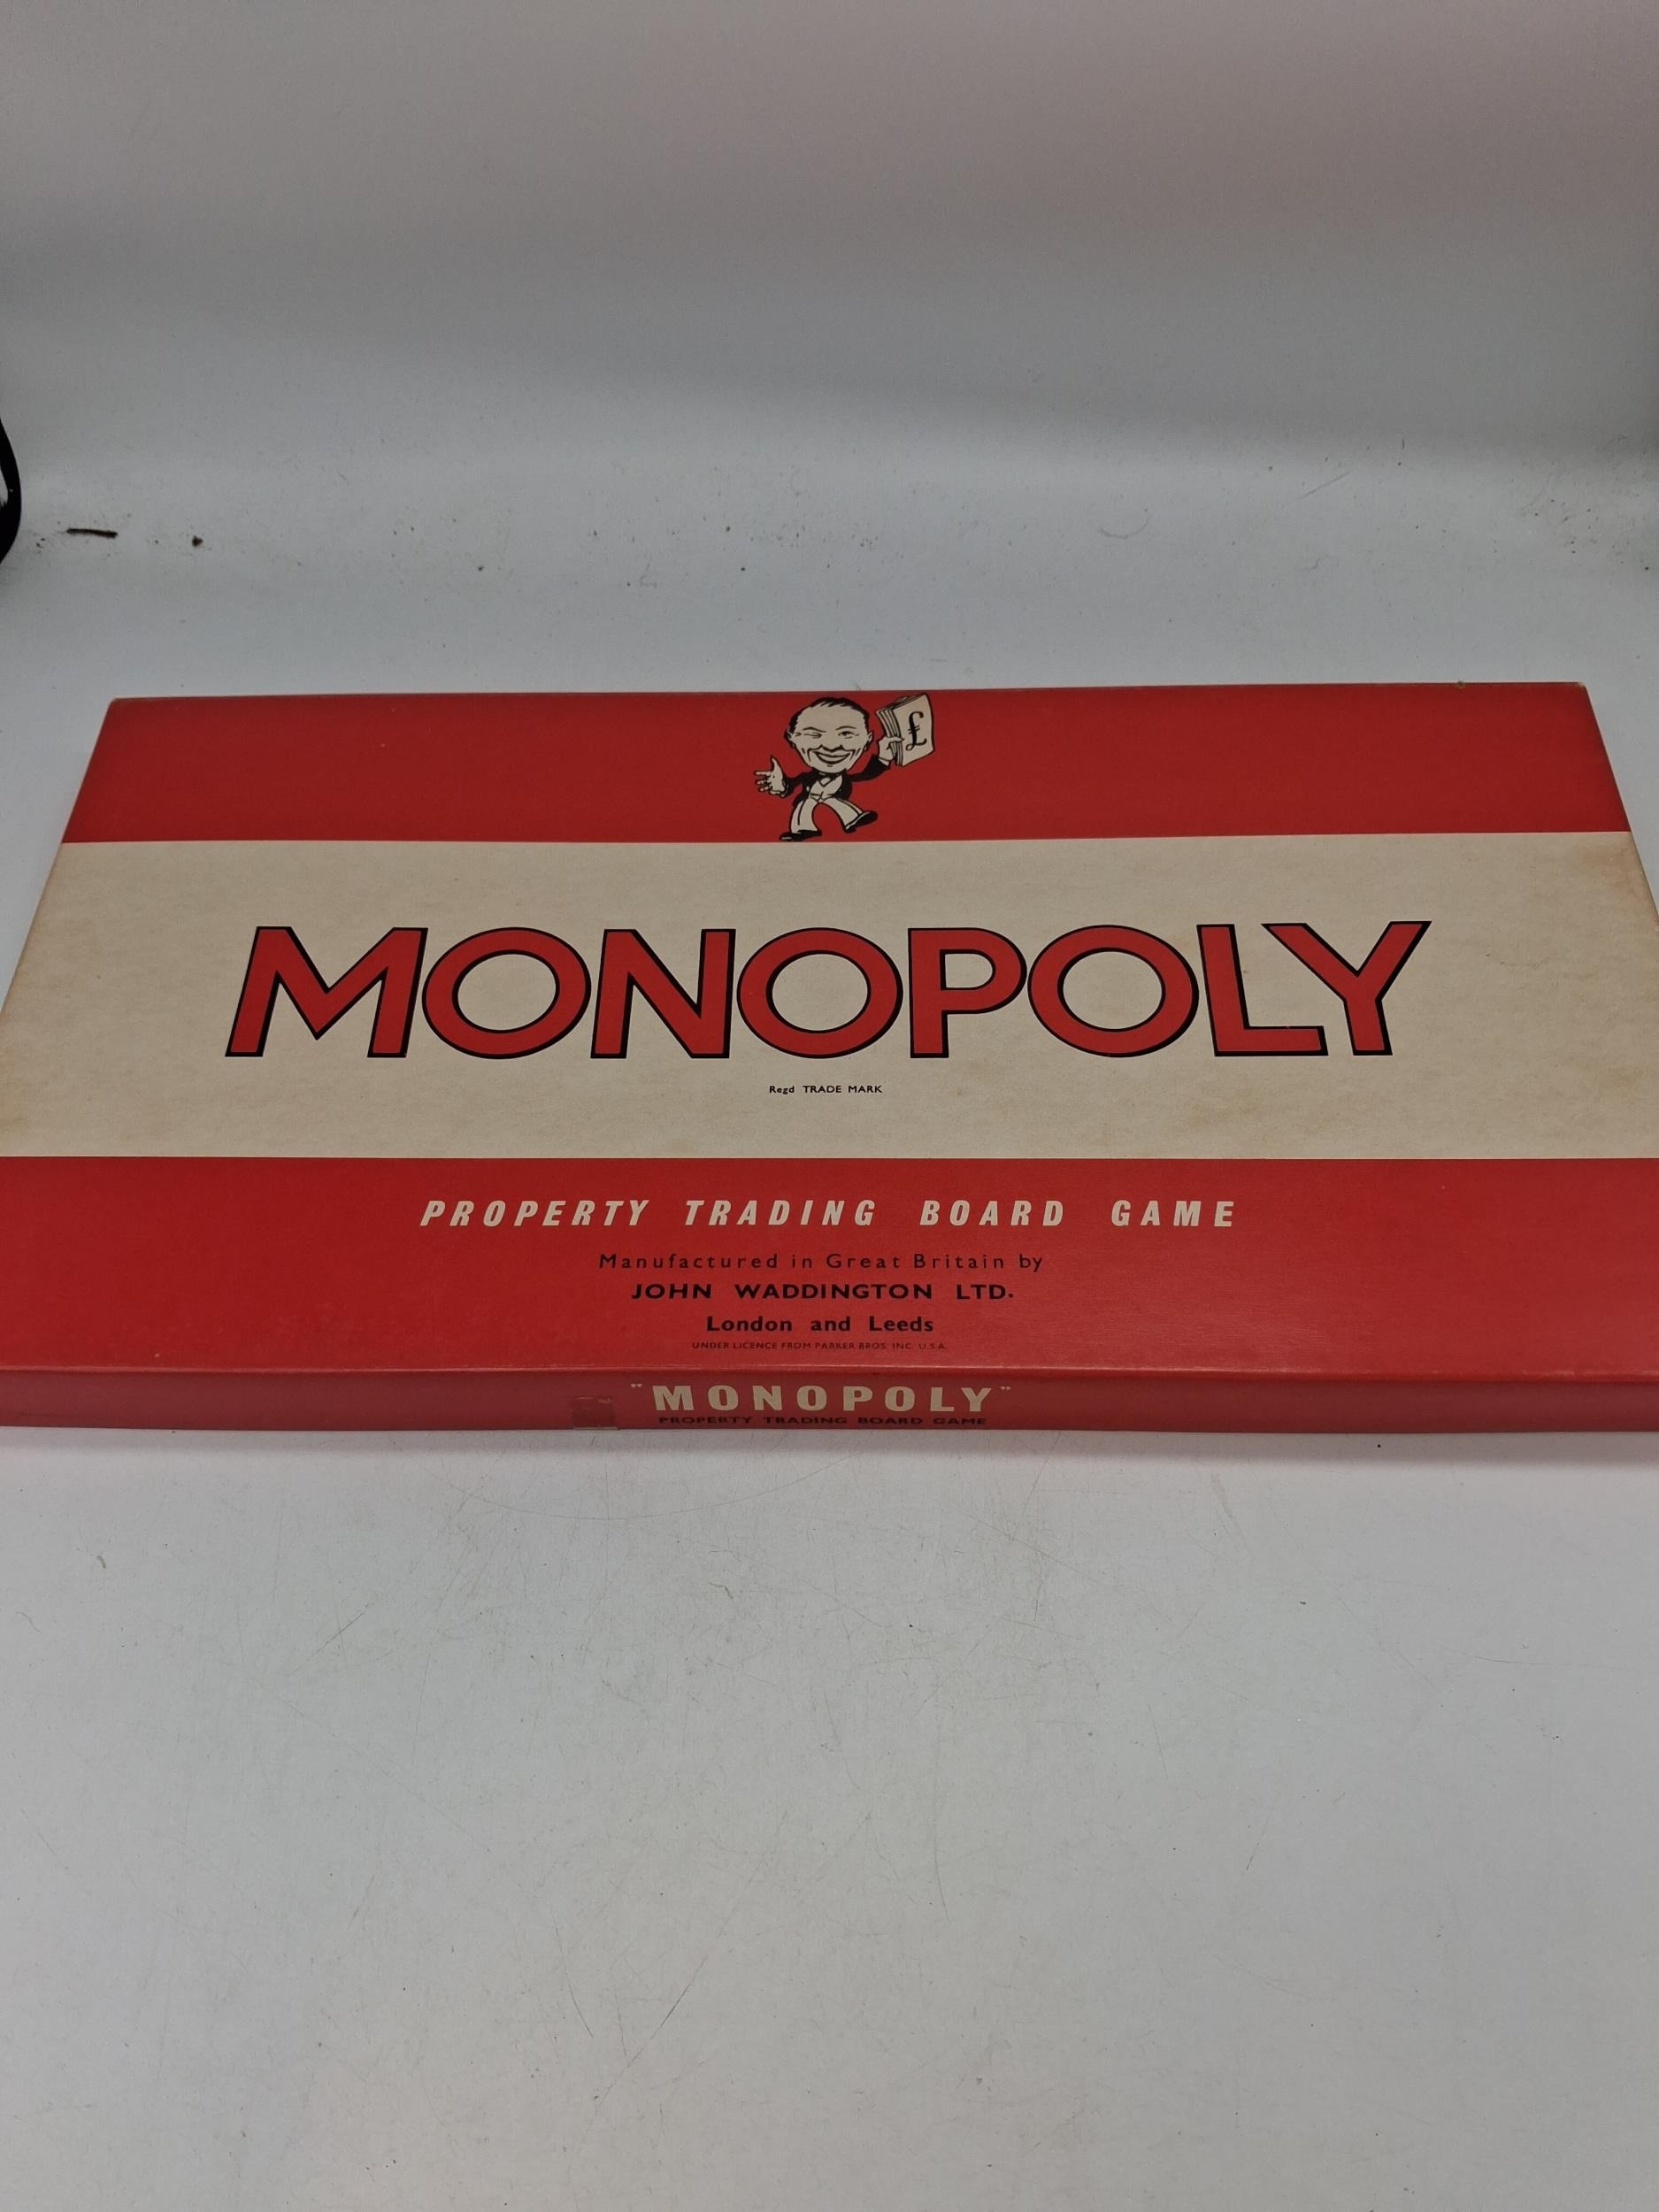 £
MONOPOLY
Regd TRADE MARK
PROPERTY TRADING BOARD GAME
Manufactured in Great Britain by
JOHN WADDINGTON LTD.
London and Leeds
UNDER LICENCE FROM PARKER BROS. INC. U.S.A.
"MONOPOLY"
PROPERTY TRADING BOARD GAME